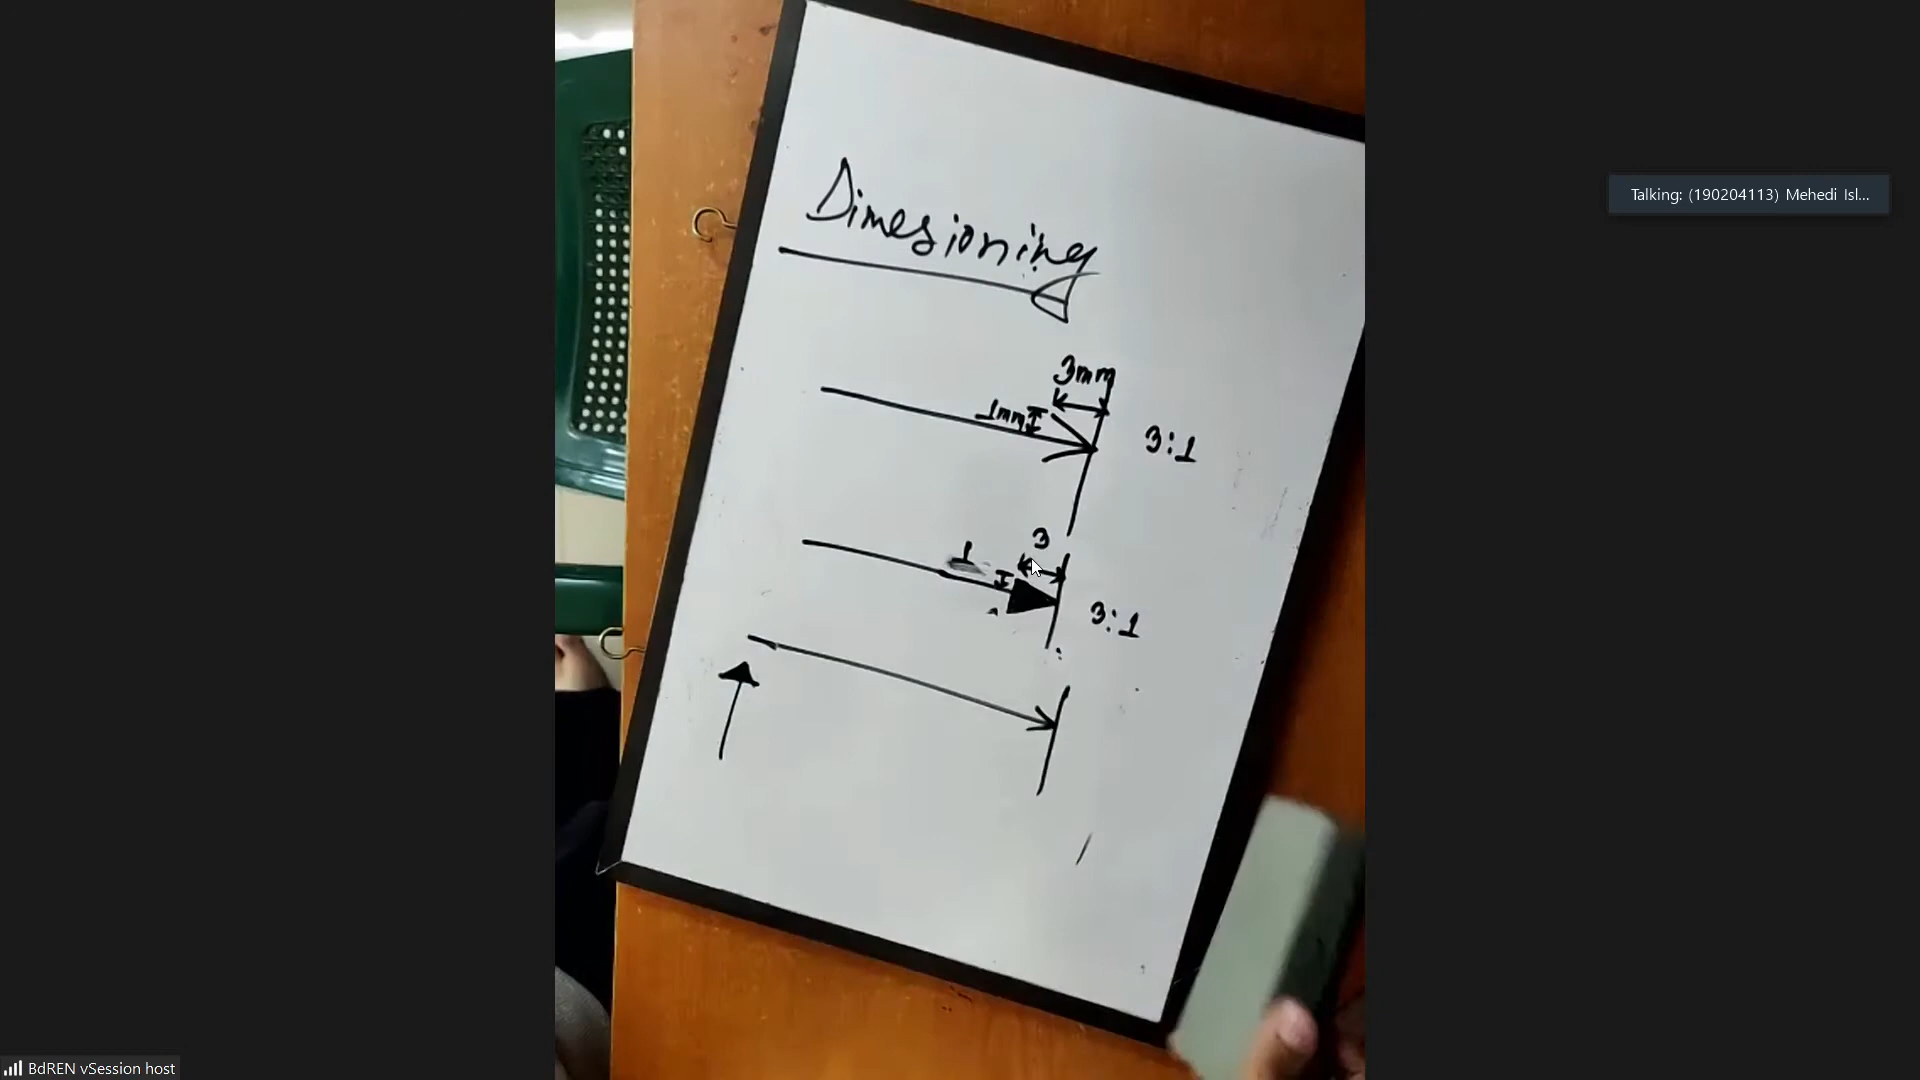 Talking: (190204113) Mehedi Isl...
Dimesioning
3mm
1mm
3:1
3
1
3:1
BdREN vSession host